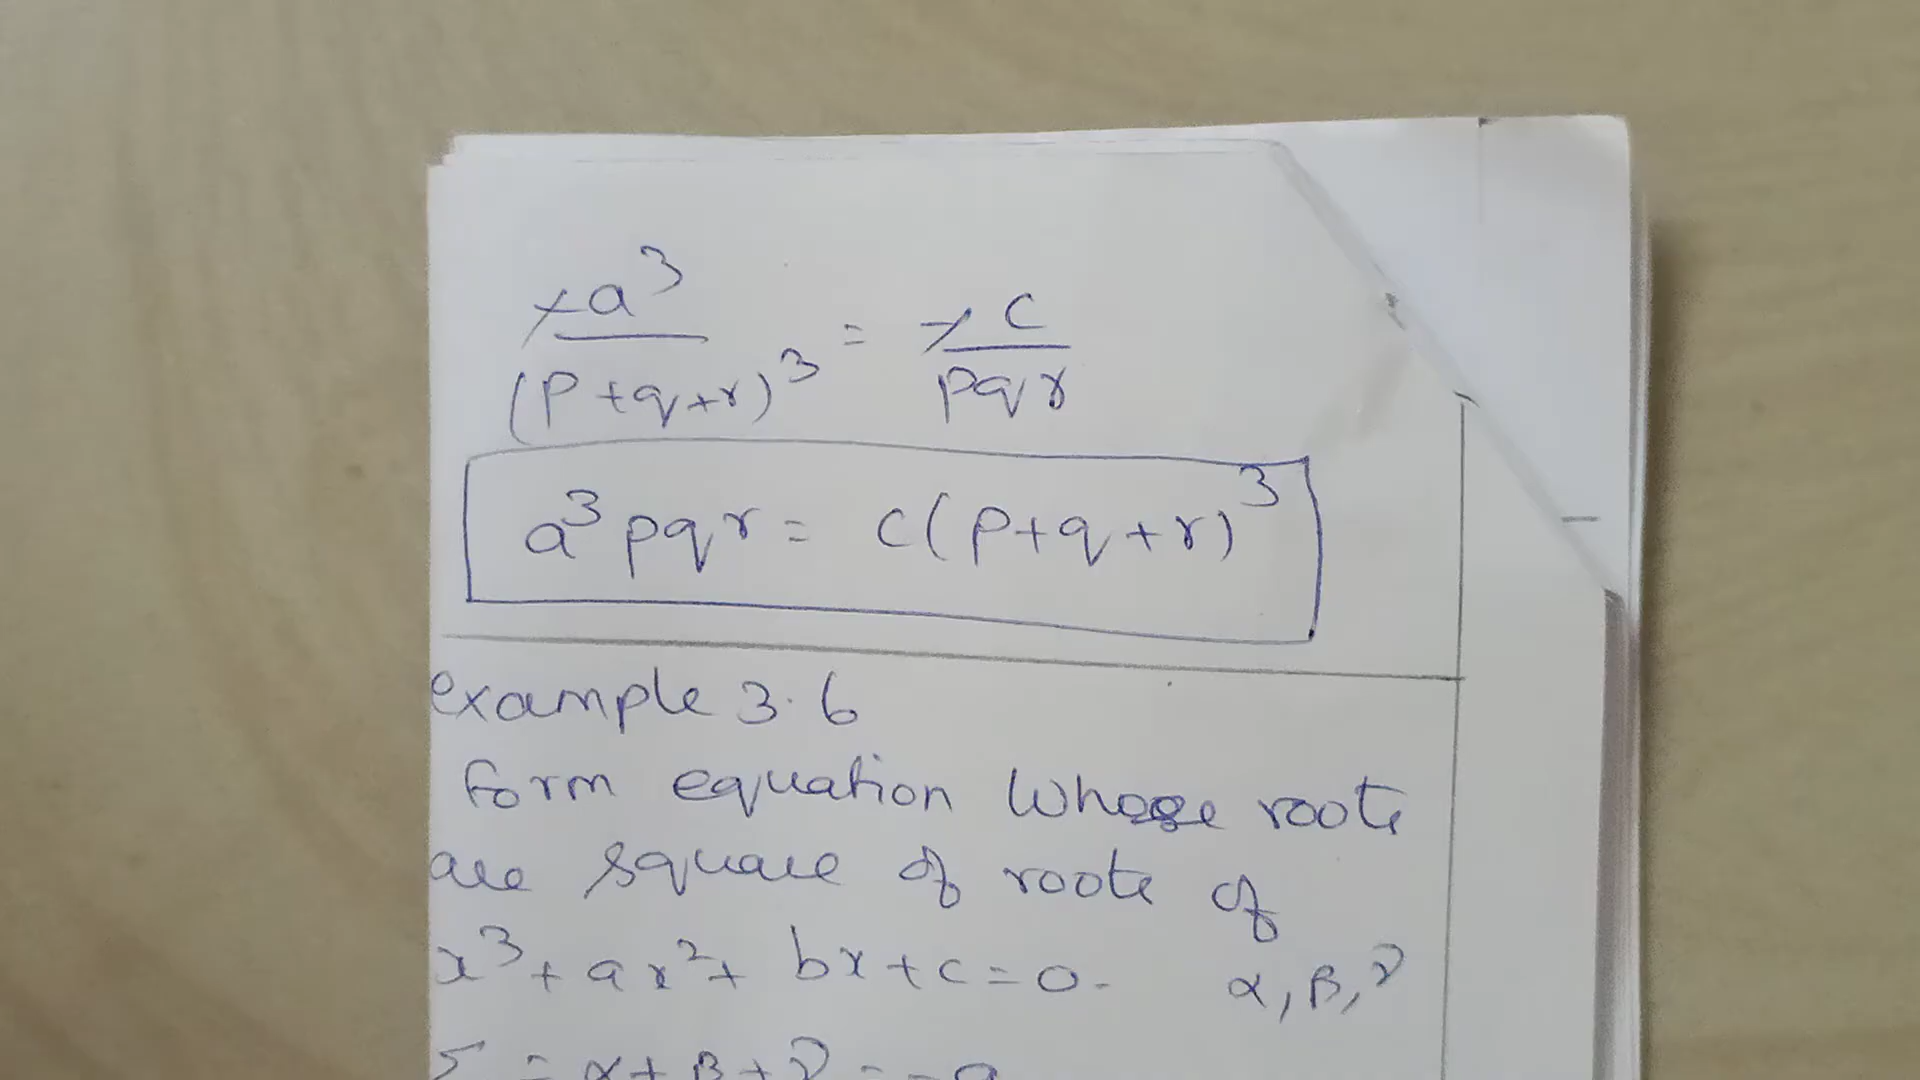 -a³/(p+q+r)³ = -c/pqr
a³pqr = c(p+q+r)³
example 3.6
form equation whose roots
are square of roots of
x³+ax²+bx+c=0. α,β,γ
= α+β+γ = -a